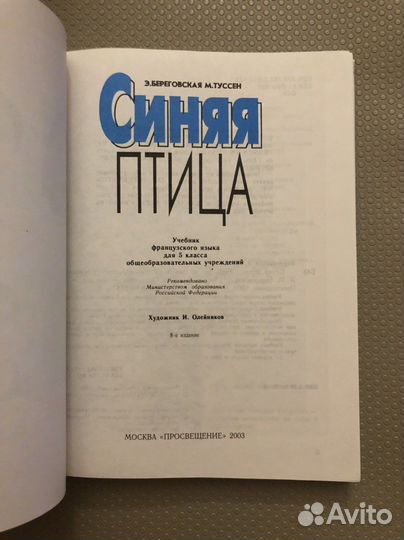 Э.БЕРЕГОВСКАЯ М.ТУССЕН
Синяя
ПТИЦА
Учебник
французского языка
для 5 класса
общеобразовательных учреждений
Рекомендовано
Министерством образования
Российской Федерации
Художник И. Олейников
8-е издание
МОСКВА «ПРОСВЕЩЕНИЕ» 2003
Avito